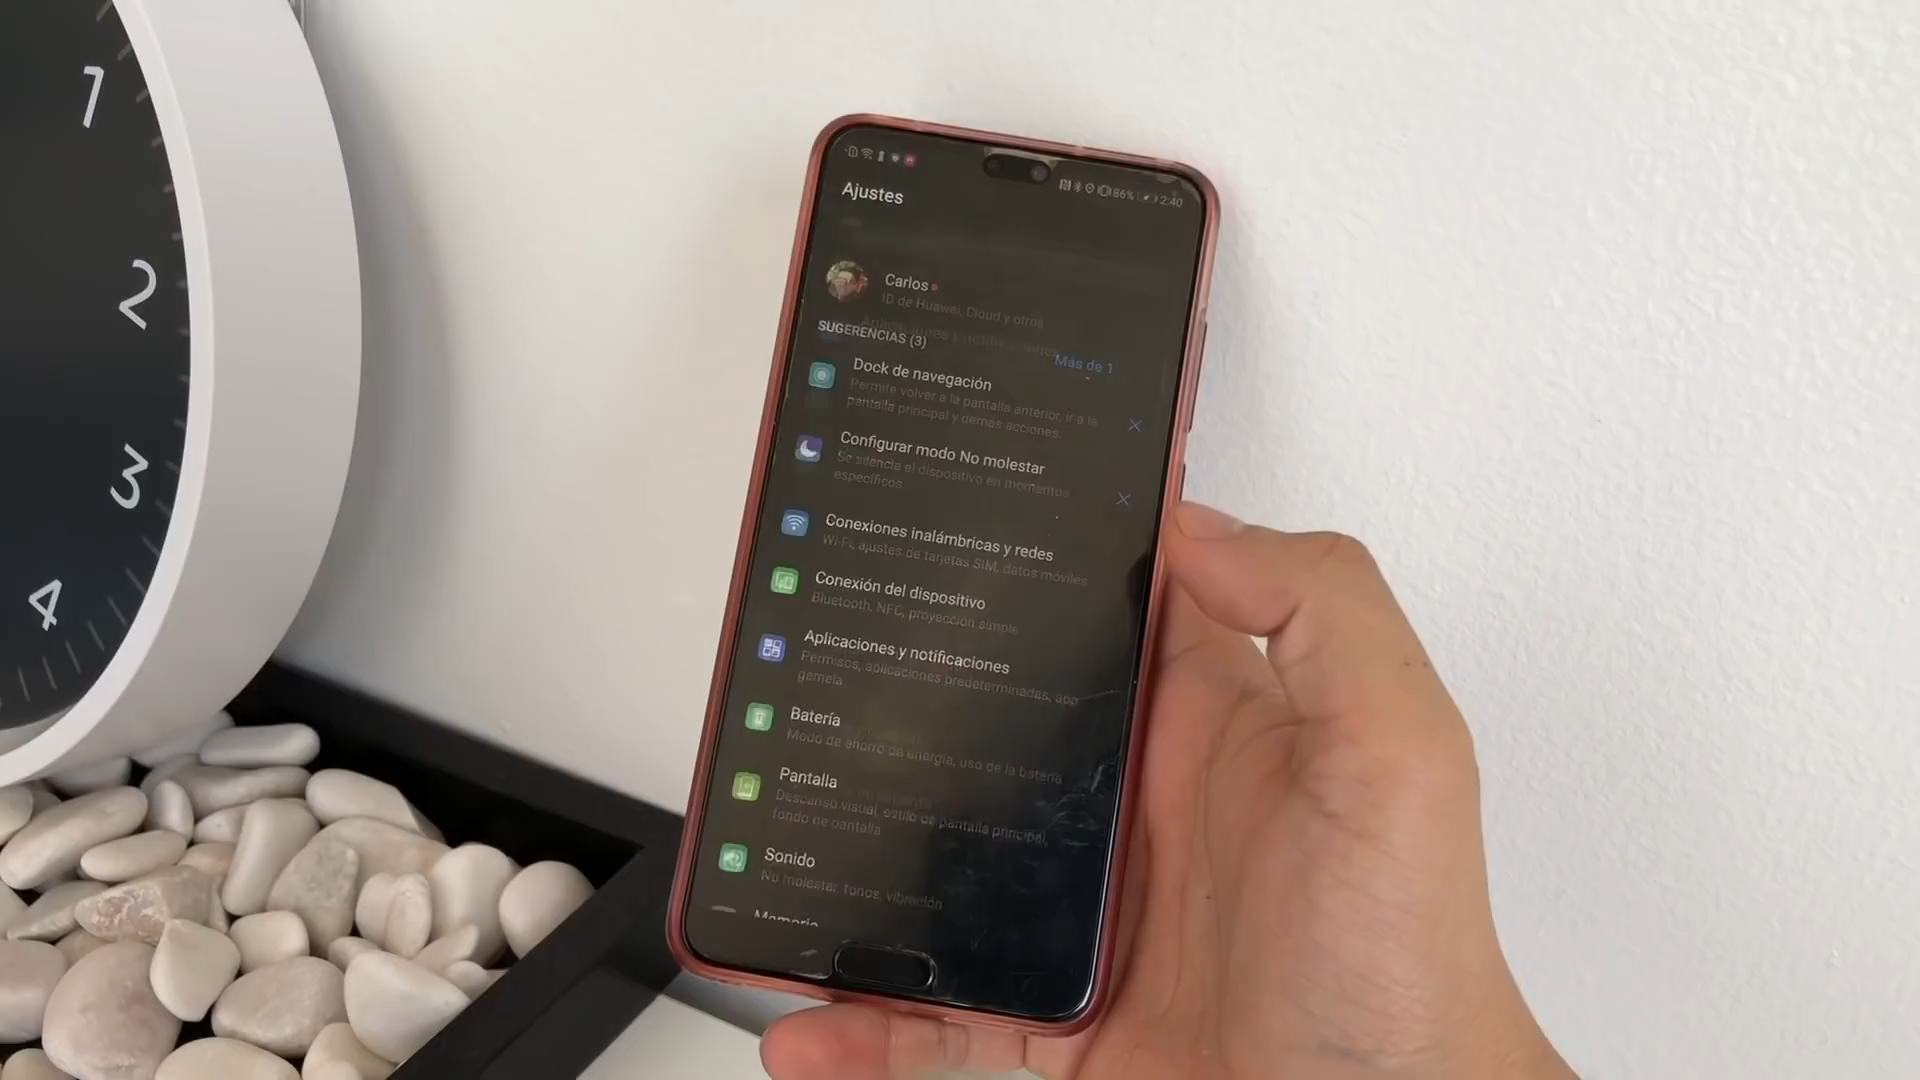 1
2
3
4
86% 2:40
Ajustes
Carlos
ID de Huawei, Cloud y otros
SUGERENCIAS (3)
Más de 1
Dock de navegación
Permite volver a la pantalla anterior, ir a la
pantalla principal y demás acciones.
Configurar modo No molestar
Se silencia el dispositivo en momentos
específicos
Conexiones inalámbricas y redes
Wi-Fi, ajustes de tarjetas SIM, datos móviles
Conexión del dispositivo
Bluetooth, NFC, proyección simple
Aplicaciones y notificaciones
Permisos, aplicaciones predeterminadas, app
gemela
Batería
Modo de ahorro de energía, uso de la batería
Pantalla
Descanso visual, estilo de pantalla principal,
fondo de pantalla
Sonido
No molestar, tonos, vibración
Memoria